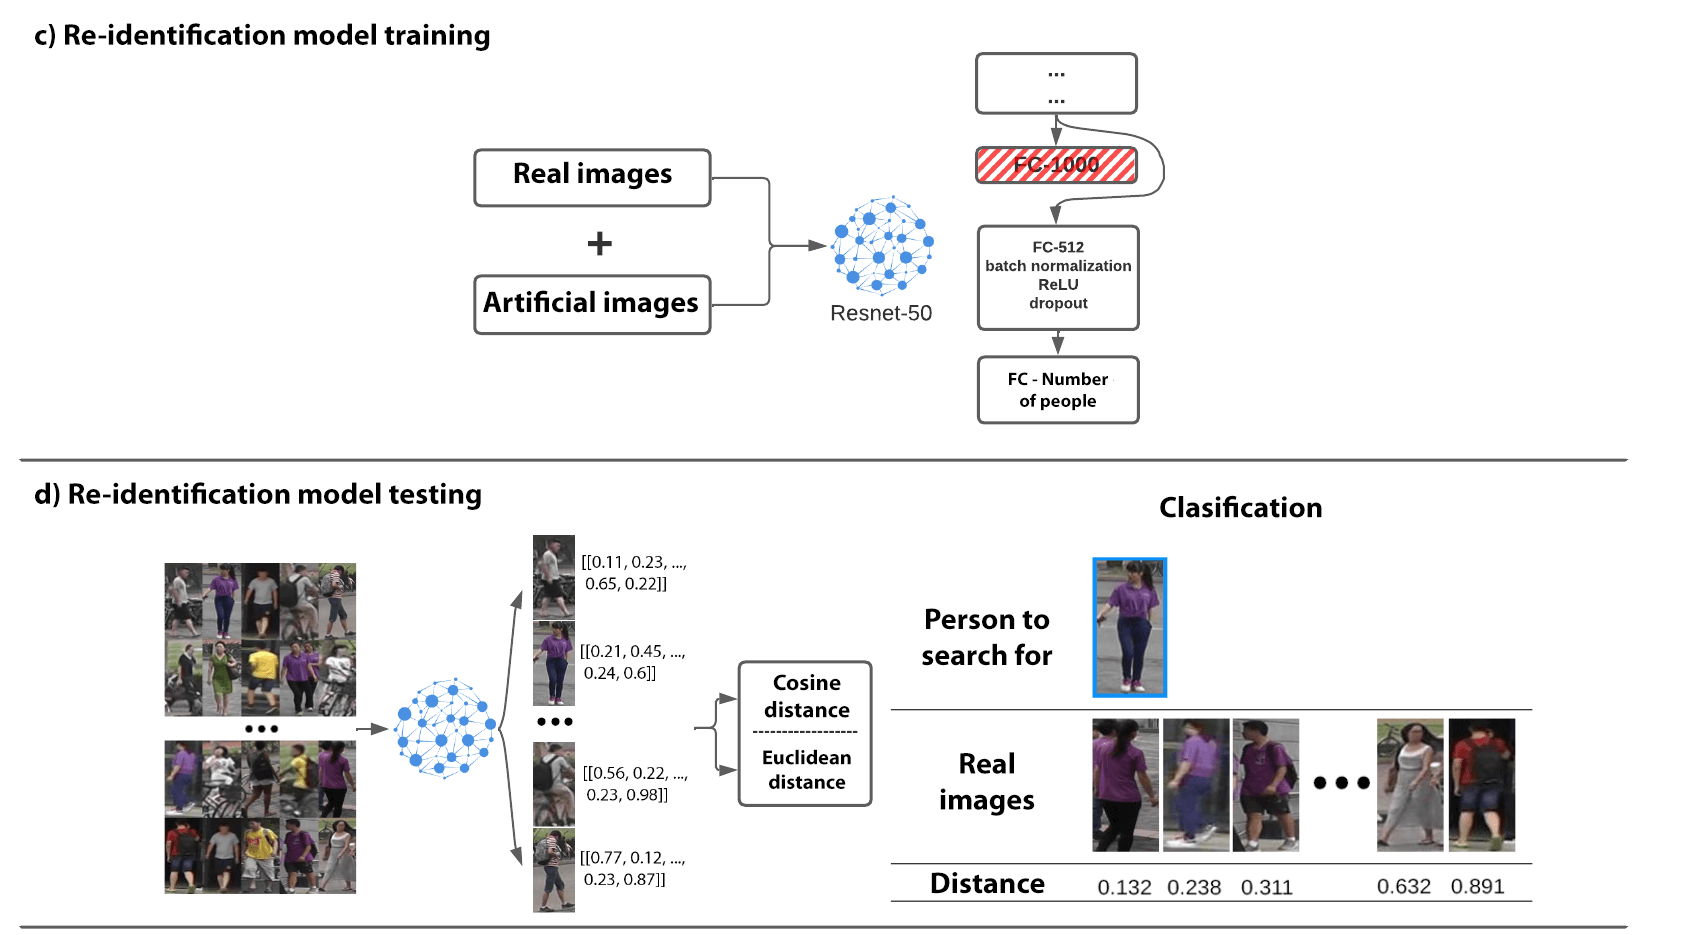 c) Re-identification model training
...
...
Real images
FC-1000
+
FC-512
batch normalization
ReLU
dropout
Artificial images
Resnet-50
FC - Number
of people
d) Re-identification model testing
Clasification
[[0.11, 0.23, ...,
0.65, 0.22]]
[[0.21, 0.45, ...,
0.24, 0.6]]
...
...
[[0.56, 0.22, ...,
0.23, 0.98]]
[[0.77, 0.12, ...,
0.23, 0.87]]
Cosine
distance
------------------
Euclidean
distance
Person to
search for
Real
images
...
Distance
0.132 0.238 0.311 0.632 0.891